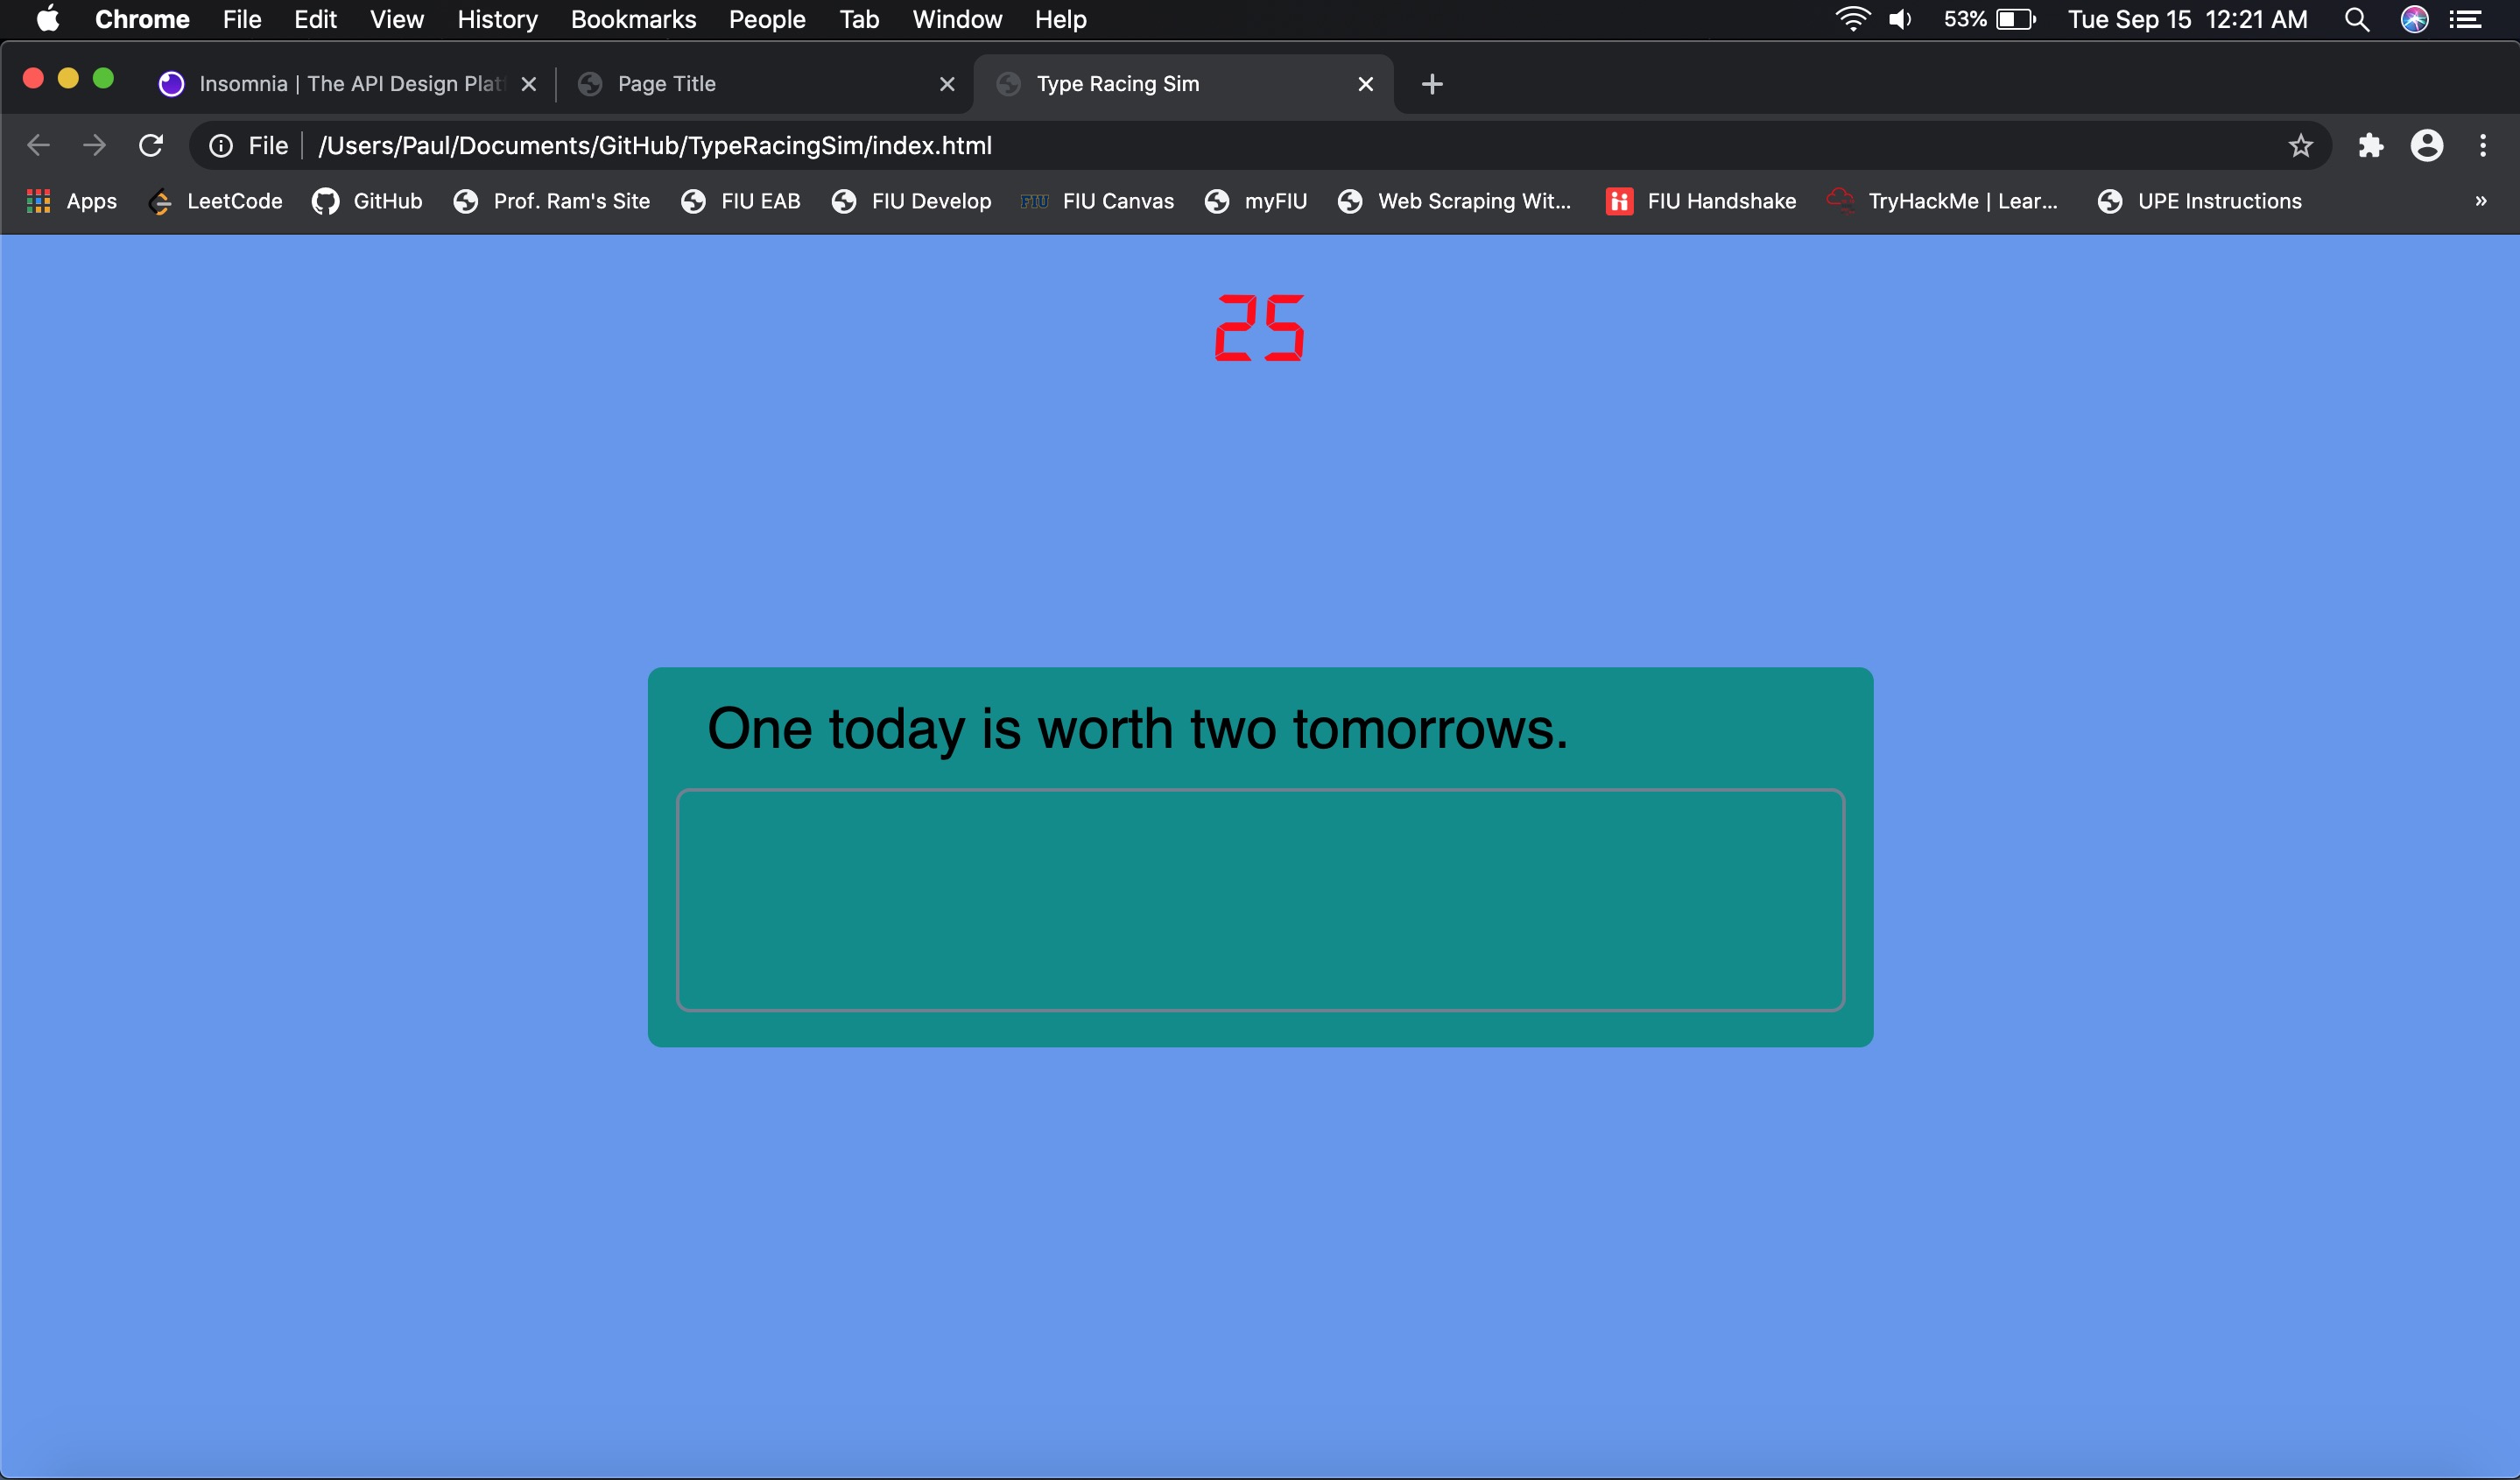 Chrome File Edit View History Bookmarks People Tab Window Help 53% Tue Sep 15 12:21 AM
Insomnia | The API Design Plat Page Title Type Racing Sim
File /Users/Paul/Documents/GitHub/TypeRacingSim/index.html
Apps LeetCode GitHub Prof. Ram's Site FIU EAB FIU Develop FIU FIU Canvas myFIU Web Scraping Wit... FIU Handshake TryHackMe | Lear... UPE Instructions »
25
One today is worth two tomorrows.